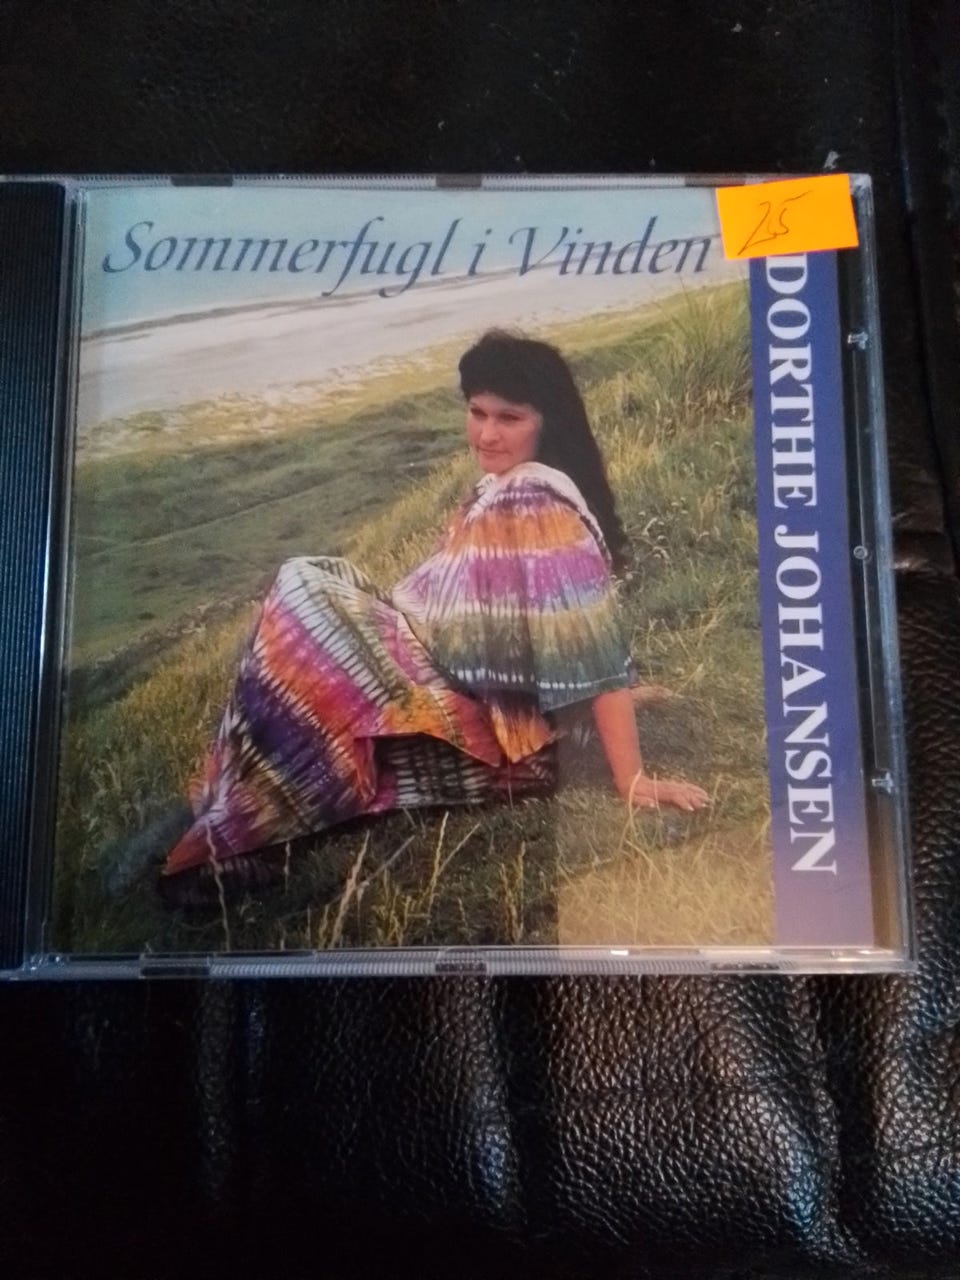 Sommerfugl i Vinden
25
DORTHE JOHANSEN